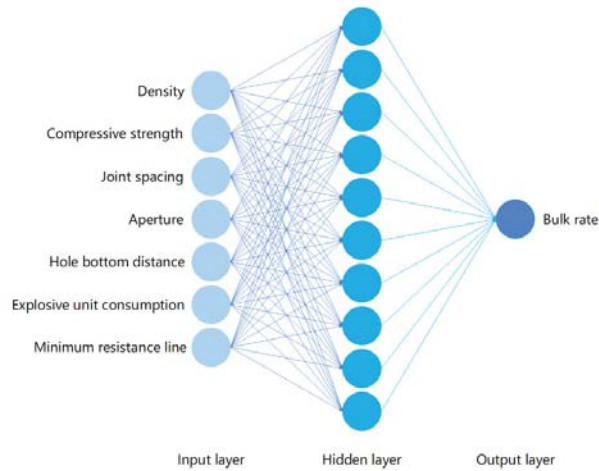 Density
Compressive strength
Joint spacing
Aperture
Hole bottom distance
Explosive unit consumption
Minimum resistance line
Bulk rate
Input layer
Hidden layer
Output layer